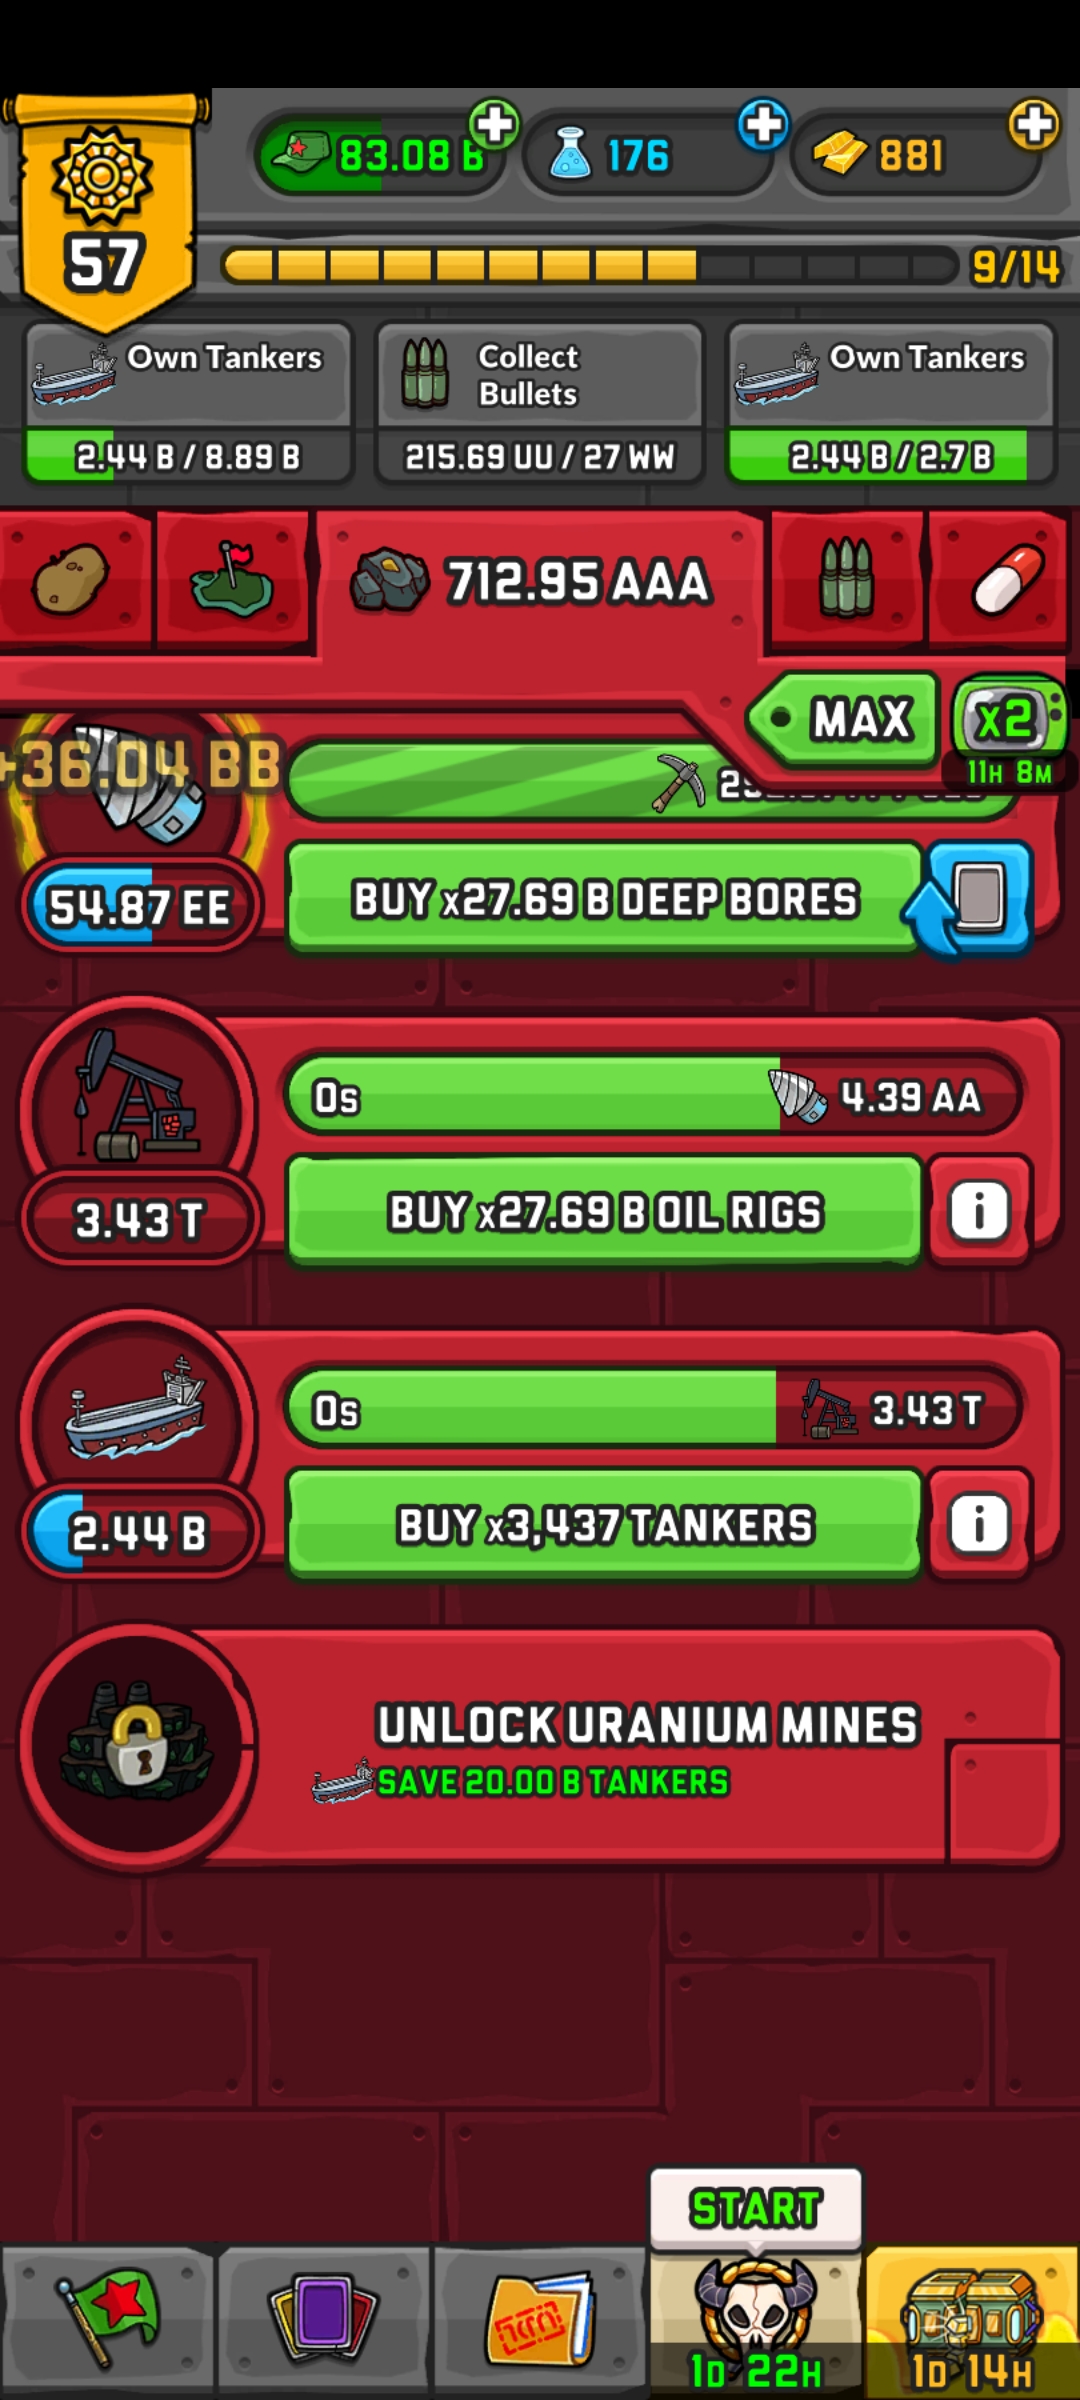 83.08 B
176
881
57
9/14
Own Tankers
2.44 B / 8.89 B
Collect
Bullets
215.69 UU / 27 WW
Own Tankers
2.44 B / 2.7 B
712.95 AAA
MAX
x2
11H 8M
+36.04 BB
54.87 EE
BUY x27.69 B DEEP BORES
0s
4.39 AA
3.43 T
BUY x27.69 B OIL RIGS
0s
3.43 T
2.44 B
BUY x3,437 TANKERS
UNLOCK URANIUM MINES
SAVE 20.00 B TANKERS
START
1D 22H
1D 14H